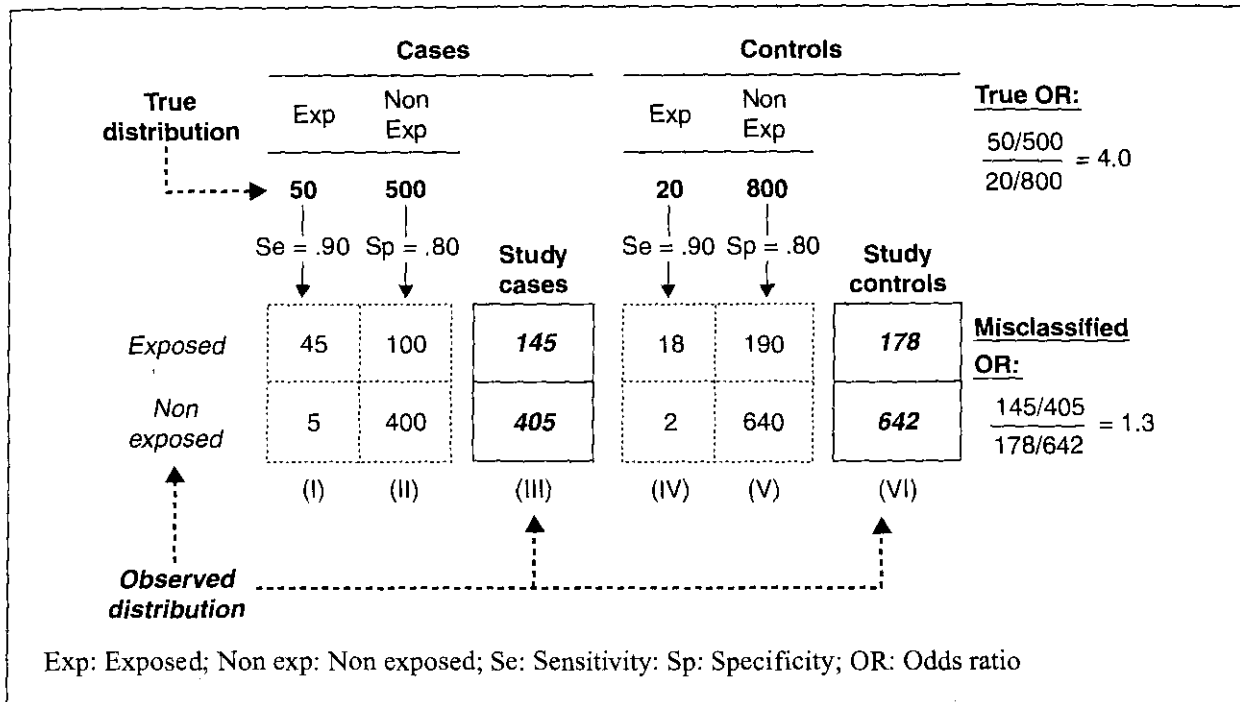 Cases Controls
True distribution Exp Non Exp Exp Non Exp True OR:
50/500
20/800 = 4.0
50 500 20 800
Se = .90 Sp = .80 Study cases Se = .90 Sp = .80 Study controls
Exposed 45 100 145 18 190 178 Misclassified OR:
Non exposed 5 400 405 2 640 642 145/405
178/642 = 1.3
(I) (II) (III) (IV) (V) (VI)
Observed distribution
Exp: Exposed; Non exp: Non exposed; Se: Sensitivity: Sp: Specificity; OR: Odds ratio